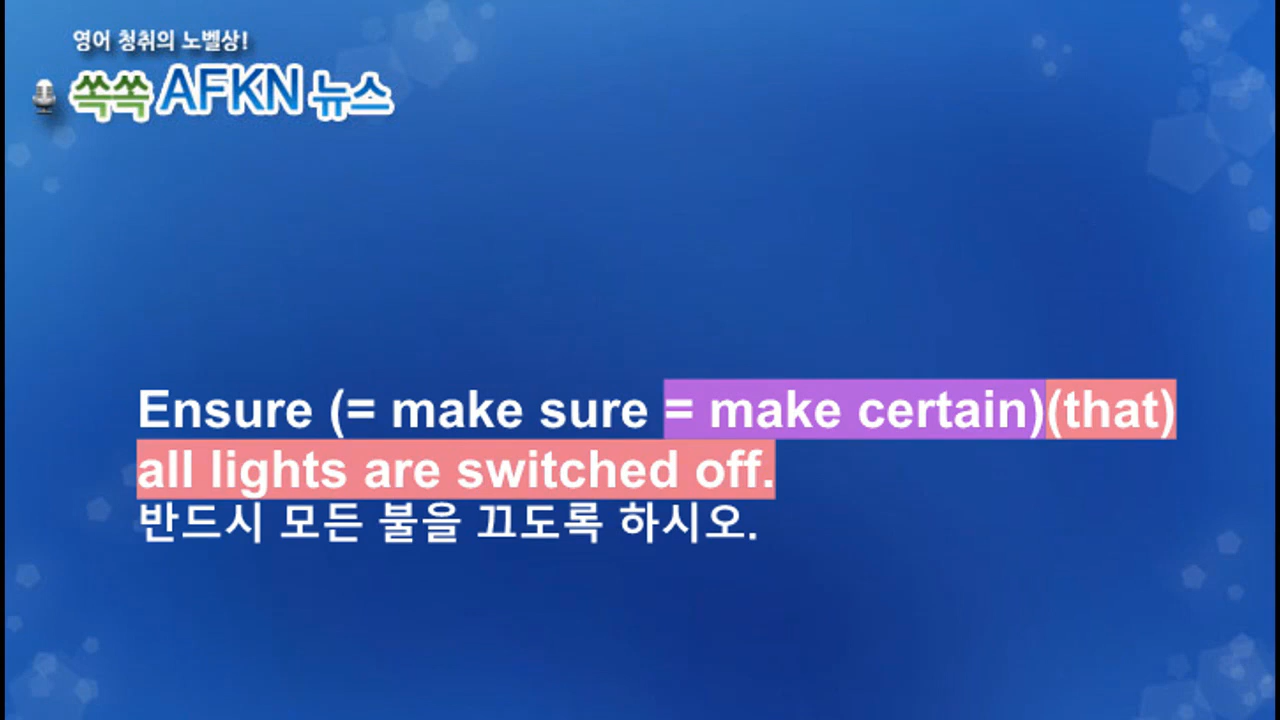 영어 청취의 노벨상!
쏙쏙 AFKN 뉴스
Ensure (= make sure = make certain)(that)
all lights are switched off.
반드시 모든 불을 끄도록 하시오.